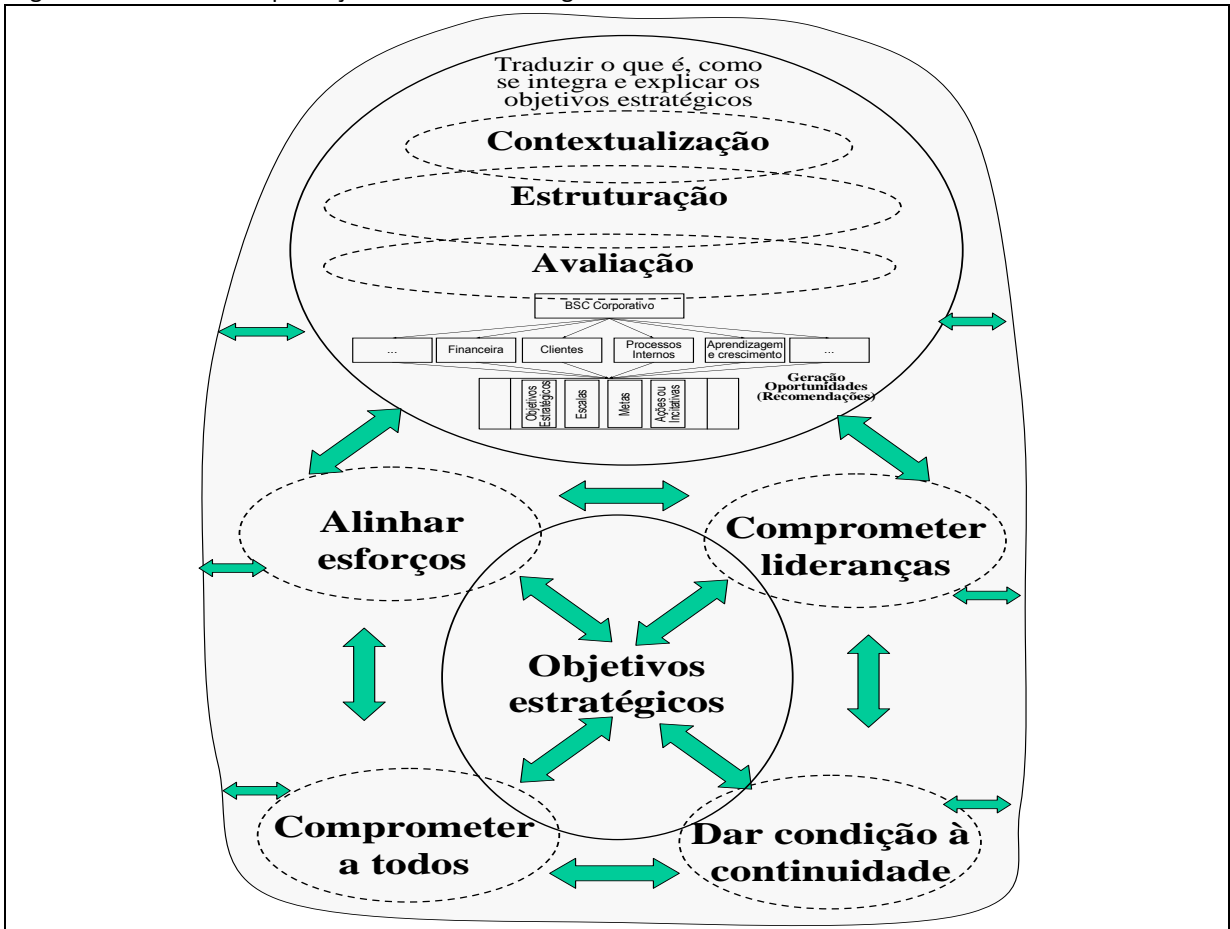 Traduzir o que é, como
se integra e explicar os
objetivos estratégicos
Contextualização
Estruturação
Avaliação
BSC Corporativo
...
Financeira
Clientes
Processos
Internos
Aprendizagem
e crescimento
...
Objetivos
Estratégicos
Escalas
Metas
Ações ou
Incitativas
Geração
Oportunidades
(Recomendações)
Alinhar
esforços
Comprometer
lideranças
Objetivos
estratégicos
Comprometer
a todos
Dar condição à
continuidade